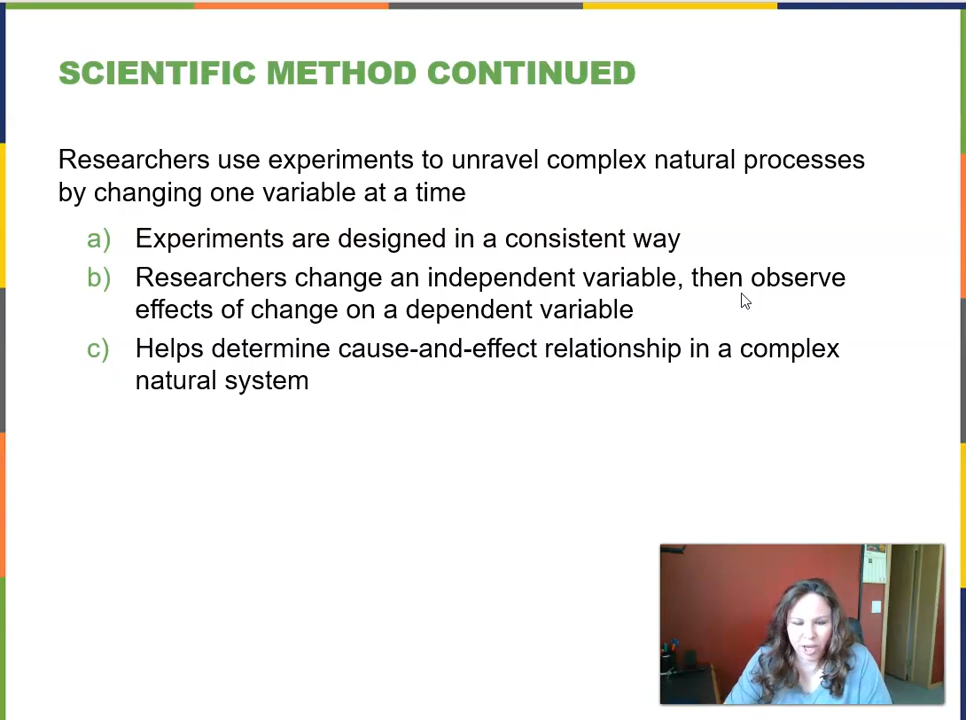 SCIENTIFIC METHOD CONTINUED
Researchers use experiments to unravel complex natural processes
by changing one variable at a time
a) Experiments are designed in a consistent way
b) Researchers change an independent variable, then observe
effects of change on a dependent variable
c) Helps determine cause-and-effect relationship in a complex
natural system